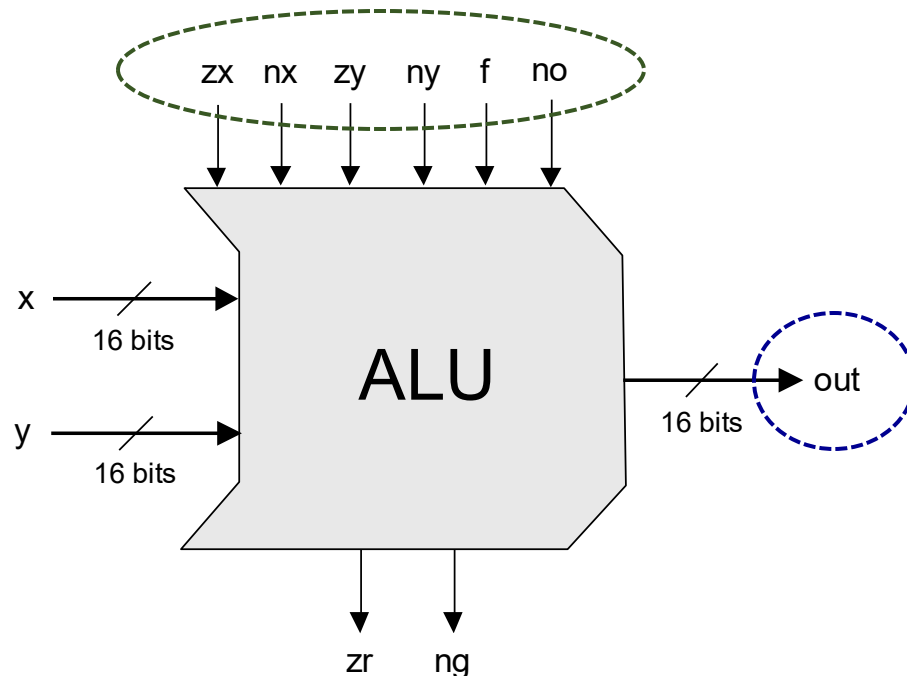 zx nx zy ny f no
x
16 bits
ALU
out
16 bits
y
16 bits
zr ng